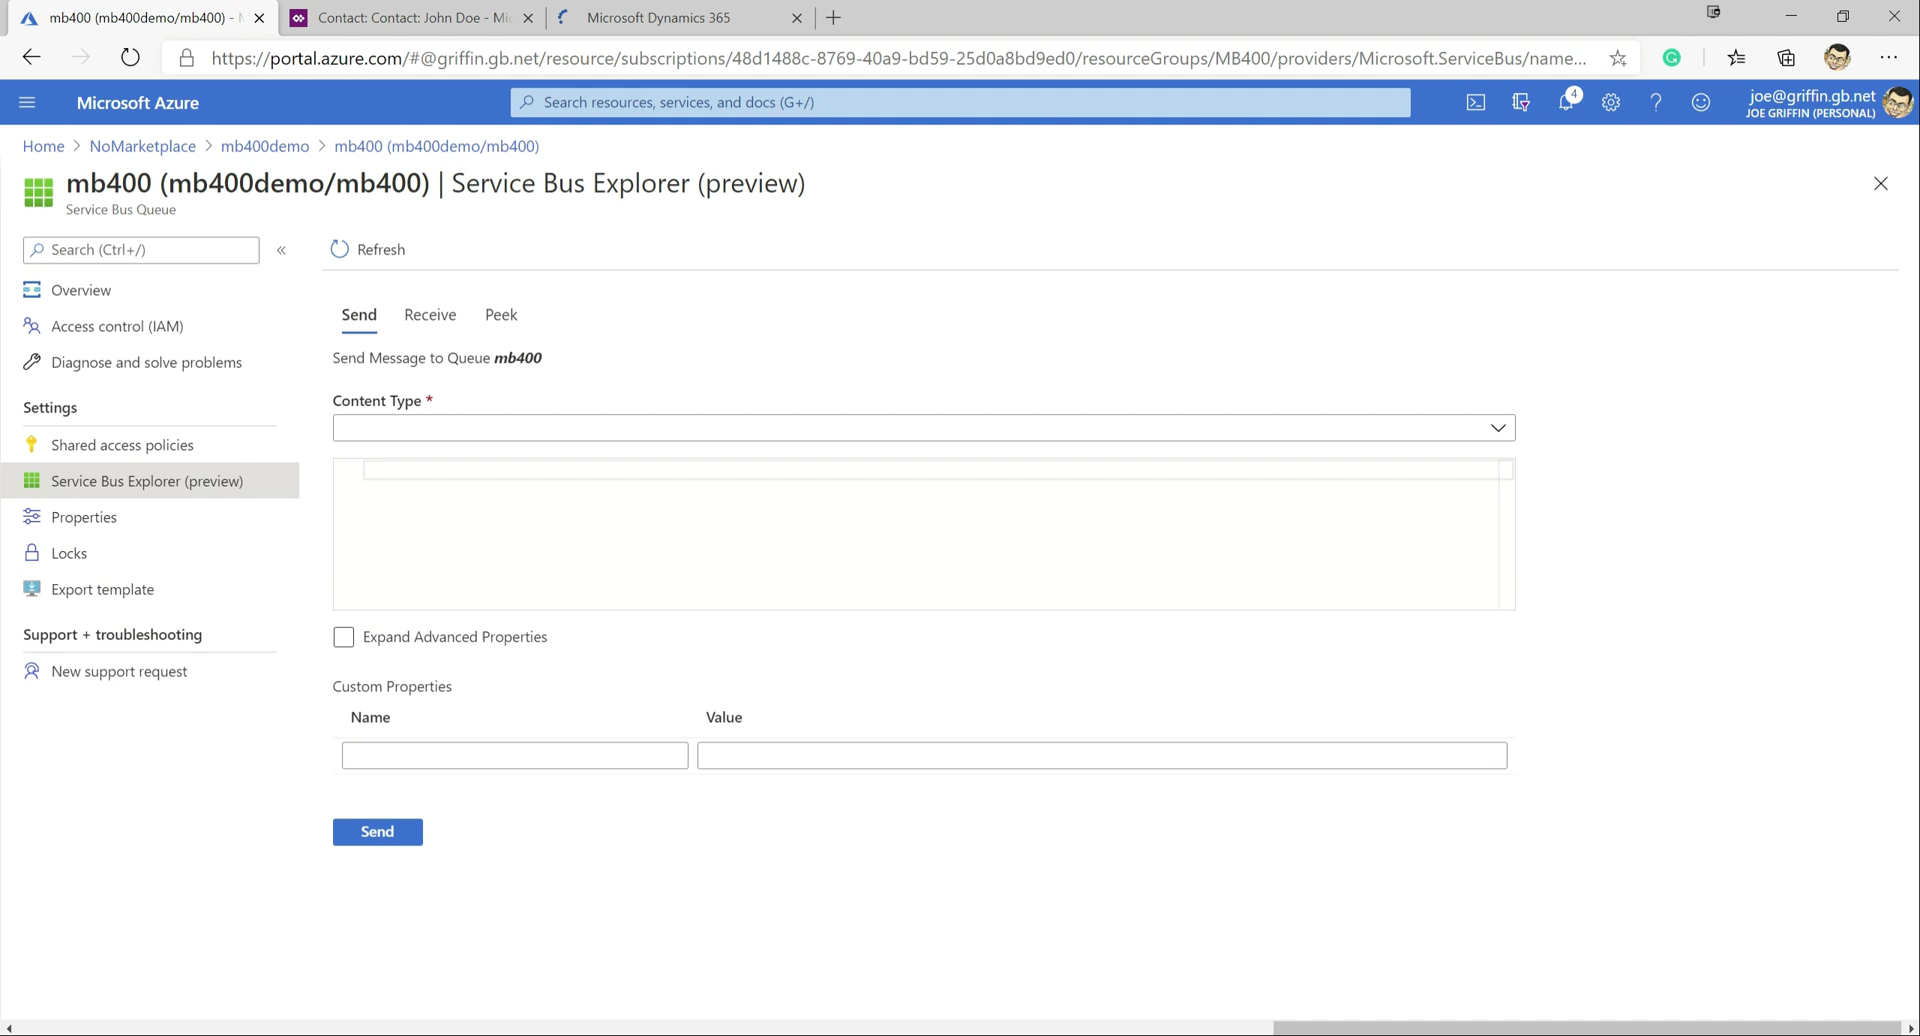 mb400 (mb400demo/mb400) -
Contact: Contact: John Doe - Mi
Microsoft Dynamics 365
https://portal.azure.com/#@griffin.gb.net/resource/subscriptions/48d1488c-8769-40a9-bd59-25d0a8bd9ed0/resourceGroups/MB400/providers/Microsoft.ServiceBus/name...
Microsoft Azure
Search resources, services, and docs (G+/)
4
joe@griffin.gb.net
JOE GRIFFIN (PERSONAL)
Home > NoMarketplace > mb400demo > mb400 (mb400demo/mb400)
mb400 (mb400demo/mb400) | Service Bus Explorer (preview)
Service Bus Queue
Search (Ctrl+/)
«
Refresh
Overview
Access control (IAM)
Diagnose and solve problems
Settings
Shared access policies
Service Bus Explorer (preview)
Properties
Locks
Export template
Support + troubleshooting
New support request
Send
Receive
Peek
Send Message to Queue mb400
Content Type *
Expand Advanced Properties
Custom Properties
Name
Value
Send